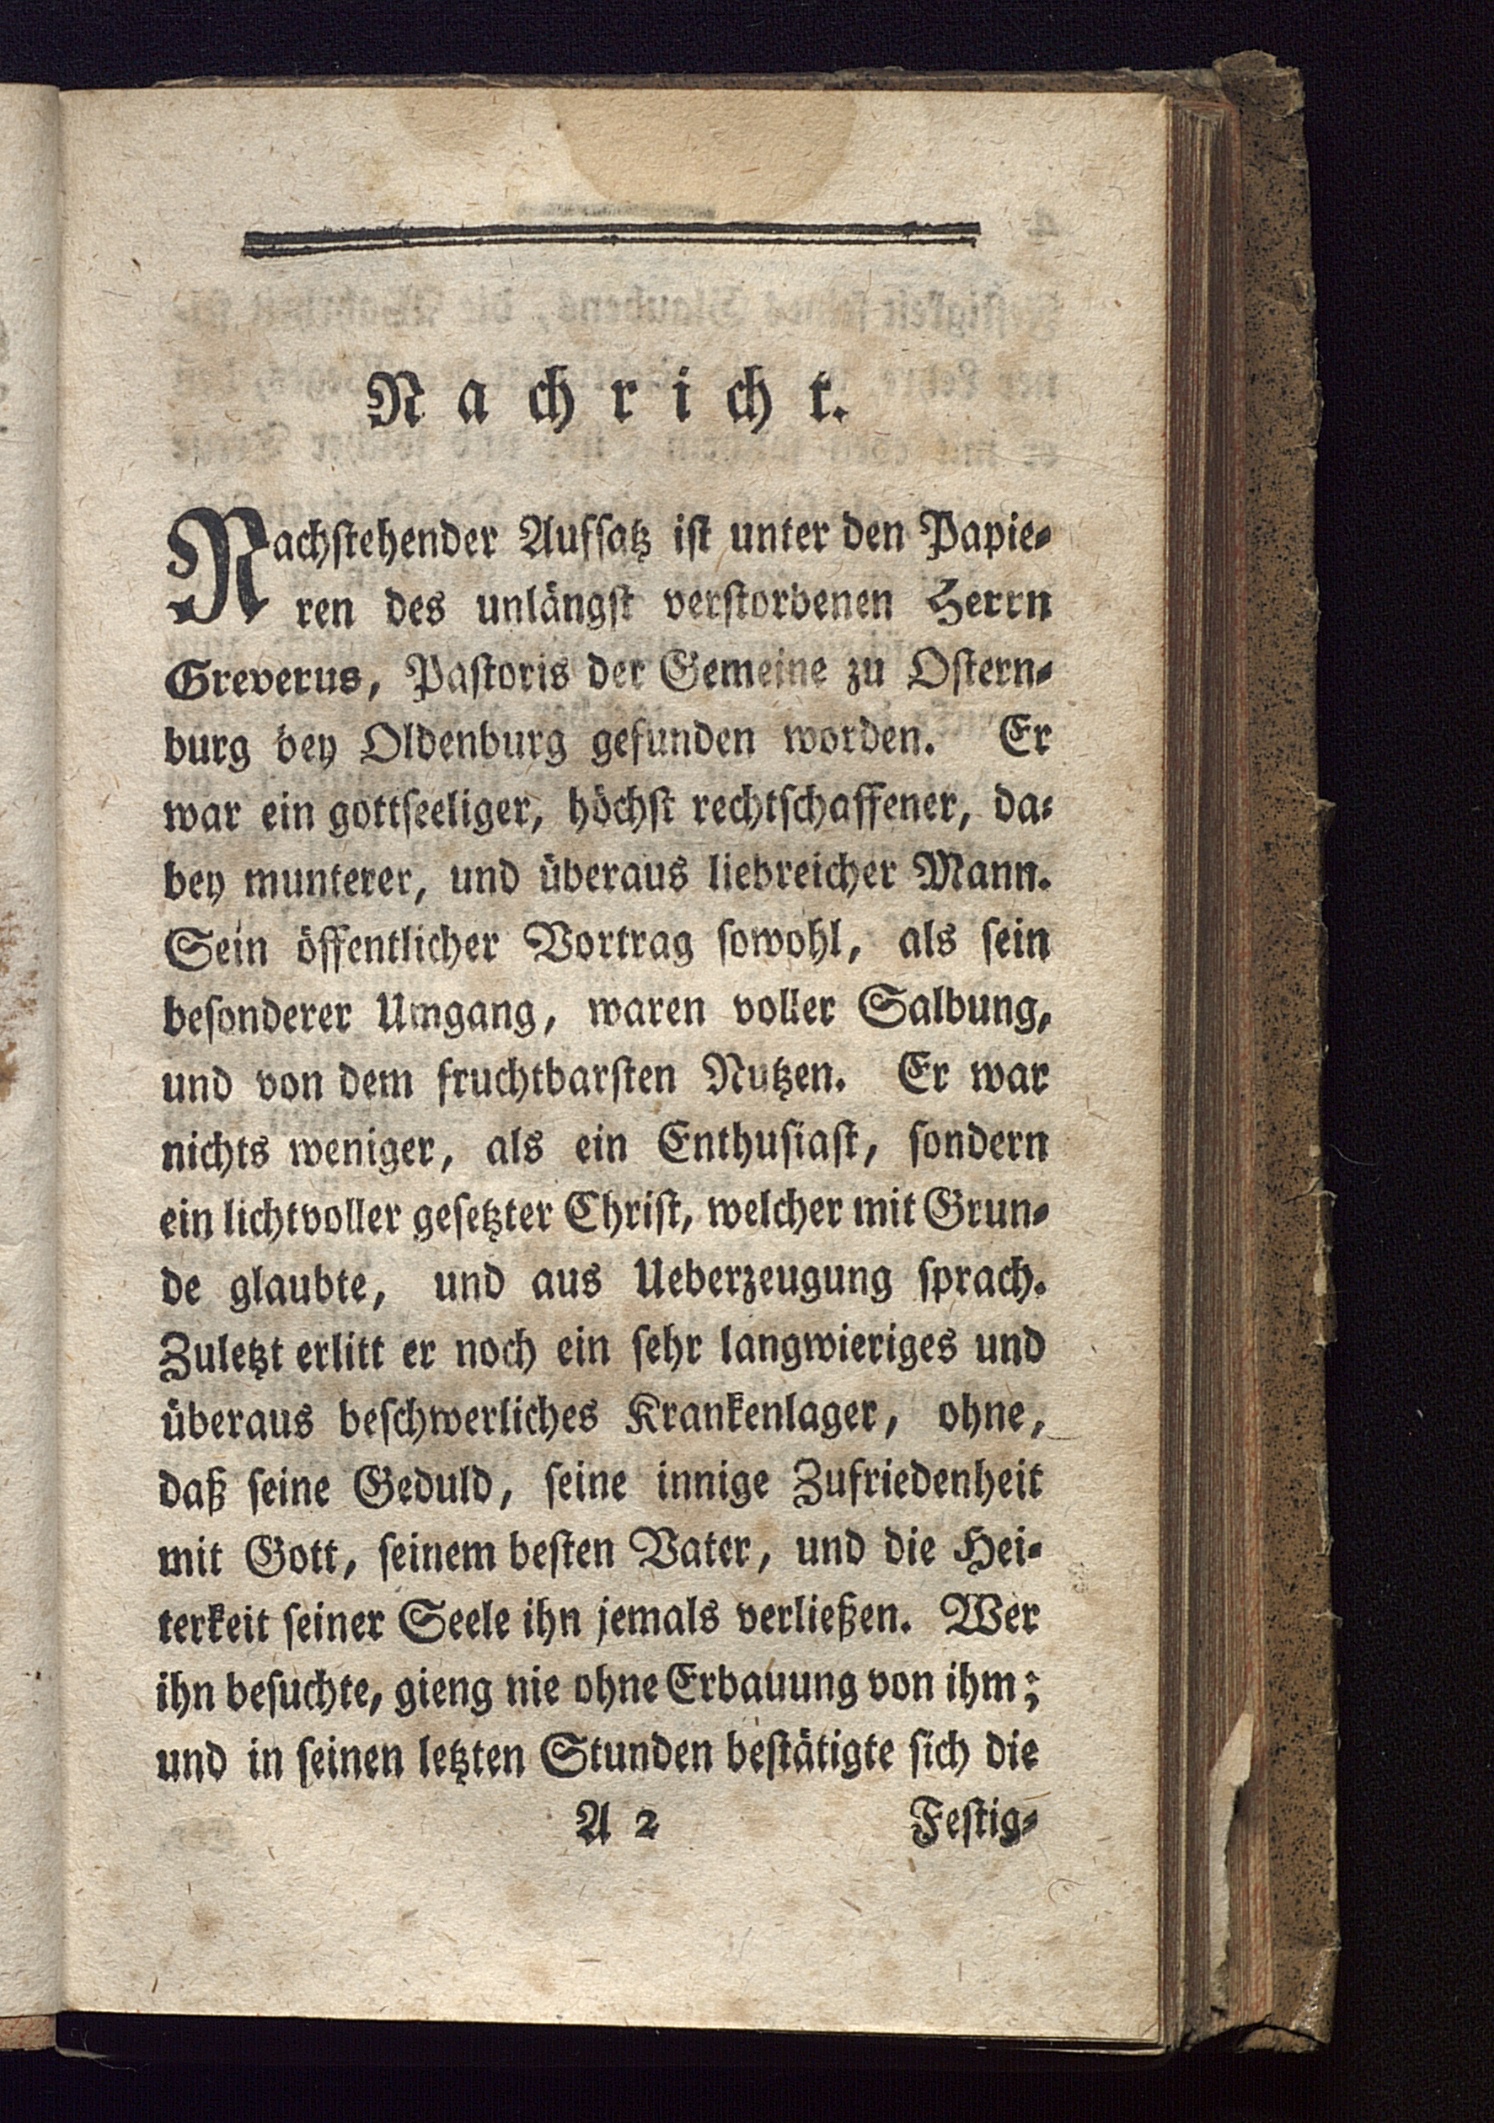 Nachricht.
Nachstehender Aufsatz ist unter den Papie-
ren des unlängst verstorbenen Herrn
Greverus, Pastoris der Gemeine zu Ostern-
burg bey Oldenburg gefunden worden. Er
war ein gottseeliger, höchst rechtschaffener, da-
bey munterer, und überaus liebreicher Mann.
Sein öffentlicher Vortrag sowohl, als sein
besonderer Umgang, waren voller Salbung,
und von dem fruchtbarsten Nutzen. Er war
nichts weniger, als ein Enthusiast, sondern
ein lichtvoller gesetzter Christ, welcher mit Grun-
de glaubte, und aus Ueberzeugung sprach.
Zuletzt erlitt er noch ein sehr langwieriges und
überaus beschwerliches Krankenlager, ohne,
daß seine Geduld, seine innige Zufriedenheit
mit Gott, seinem besten Vater, und die Hei-
terkeit seiner Seele ihn jemals verließen. Wer
ihn besuchte, gieng nie ohne Erbauung von ihm;
und in seinen letzten Stunden bestätigte sich die
A 2 Festig-